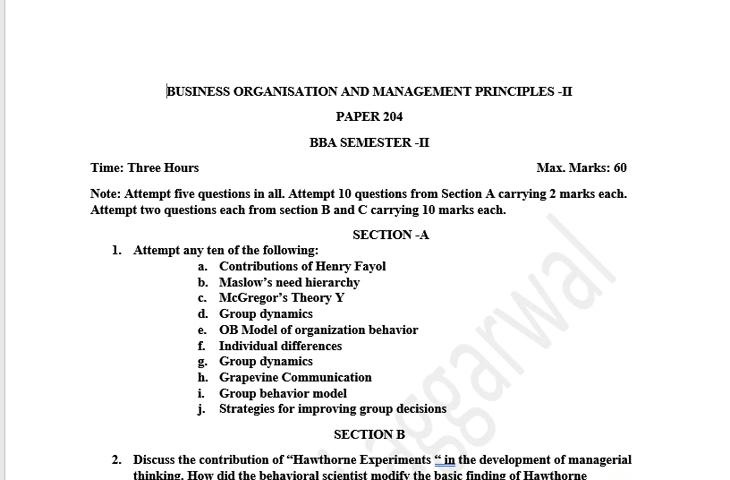 BUSINESS ORGANISATION AND MANAGEMENT PRINCIPLES -II
PAPER 204
BBA SEMESTER -II
Time: Three Hours Max. Marks: 60
Note: Attempt five questions in all. Attempt 10 questions from Section A carrying 2 marks each.
Attempt two questions each from section B and C carrying 10 marks each.
SECTION -A
1. Attempt any ten of the following:
a. Contributions of Henry Fayol
b. Maslow's need hierarchy
c. McGregor's Theory Y
d. Group dynamics
e. OB Model of organization behavior
f. Individual differences
g. Group dynamics
h. Grapevine Communication
i. Group behavior model
j. Strategies for improving group decisions
SECTION B
2. Discuss the contribution of “Hawthorne Experiments “ in the development of managerial
thinking. How did the behavioral scientist modify the basic finding of Hawthorne